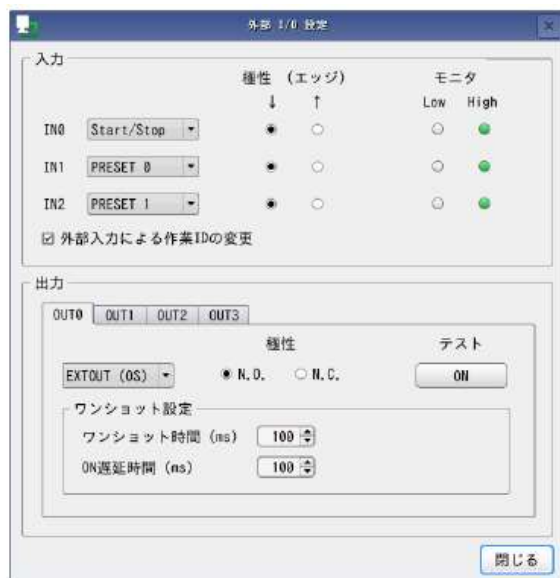 外部 I/O 設定
入力
種性 (エッジ)
モニタ
↓ ↑
Low High
IN0 Start/Stop
IN1 PRESET 0
IN2 PRESET 1
外部入力による作業IDの変更
出力
OUT0 OUT1 OUT2 OUT3
種性
テスト
EXTOUT (OS) N.O. N.C. ON
ワンショット設定
ワンショット時間 (ms) 100
ON遅延時間 (ms) 100
閉じる